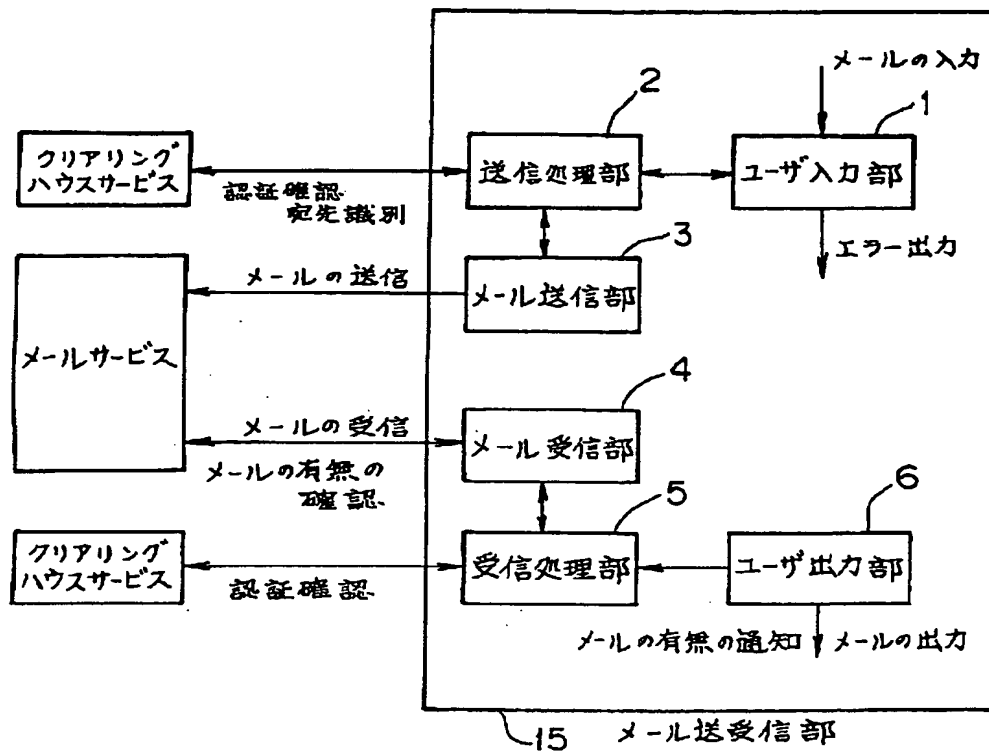 メールの入力
2
1
クリアリング
ハウスサービス
送信処理部
ユーザ入力部
認証確認
宛先識別
3
エラー出力
メールの送信
メール送信部
メールサービス
4
メールの受信
メール受信部
メールの有無の
確認
5
6
クリアリング
ハウスサービス
受信処理部
ユーザ出力部
認証確認
メールの有無の通知
メールの出力
15
メール送受信部